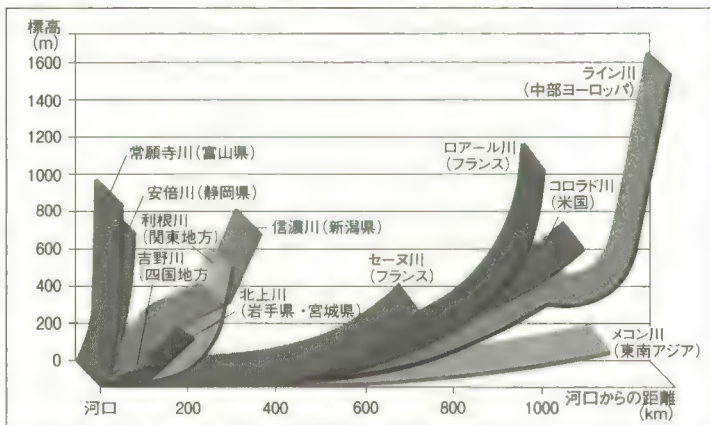 標高
(m)
1600
1400
1200
1000
800
600
400
200
0
常願寺川(富山県)
安倍川(静岡県)
利根川
(関東地方)
吉野川
四国地方
信濃川(新潟県)
北上川
(岩手県・宮城県)
セーヌ川
(フランス)
ロアール川
(フランス)
コロラド川
(米国)
ライン川
(中部ヨーロッパ)
メコン川
(東南アジア)
河口
200
400
600
800
1000
河口からの距離
(km)